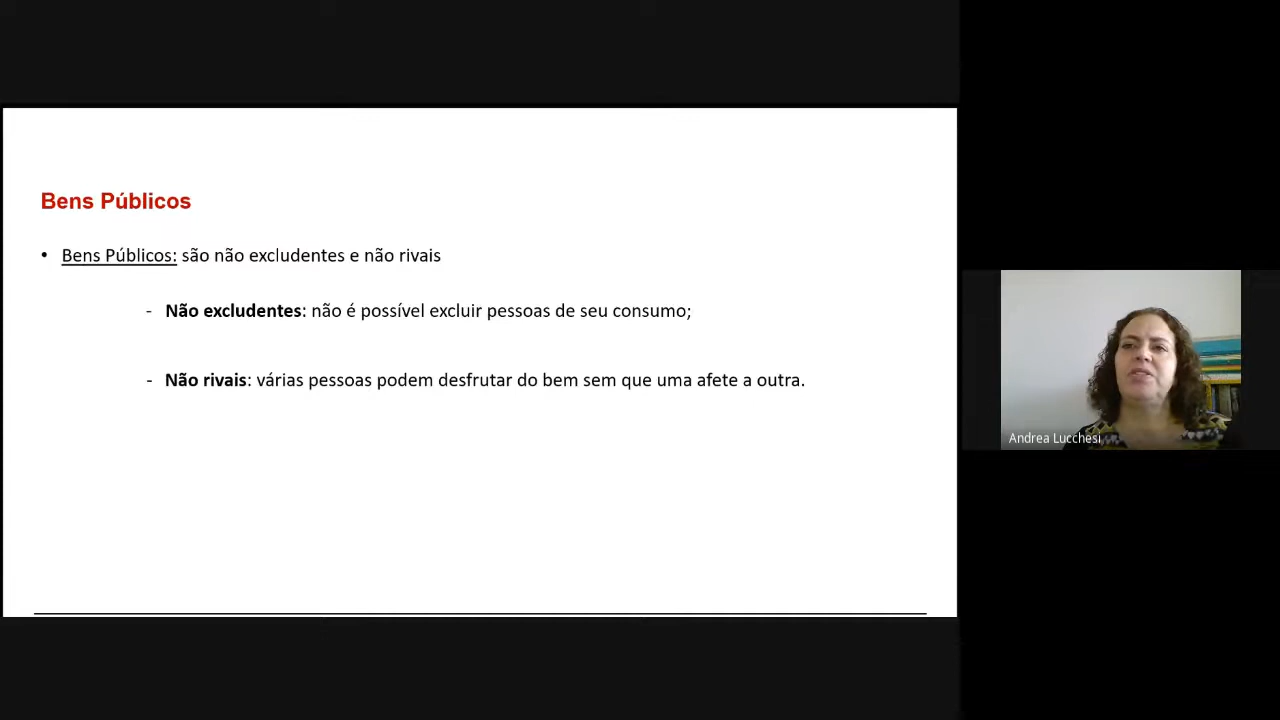 Bens Públicos
• Bens Públicos: são não excludentes e não rivais
- Não excludentes: não é possível excluir pessoas de seu consumo;
- Não rivais: várias pessoas podem desfrutar do bem sem que uma afete a outra.
Andrea Lucchesi